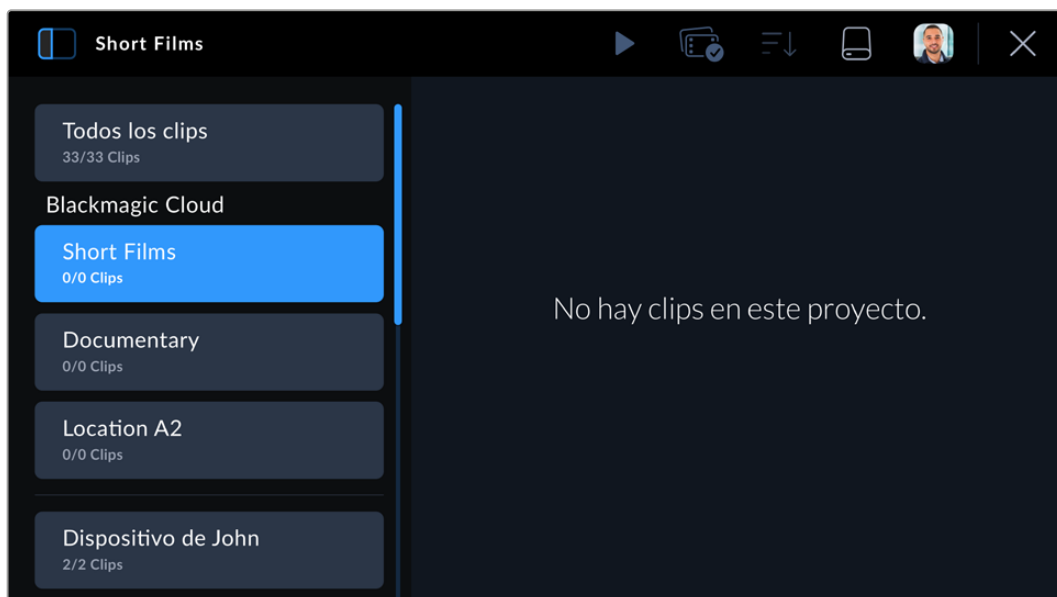 Short Films
Todos los clips
33/33 Clips
Blackmagic Cloud
Short Films
0/0 Clips
Documentary
0/0 Clips
Location A2
0/0 Clips
Dispositivo de John
2/2 Clips
No hay clips en este proyecto.